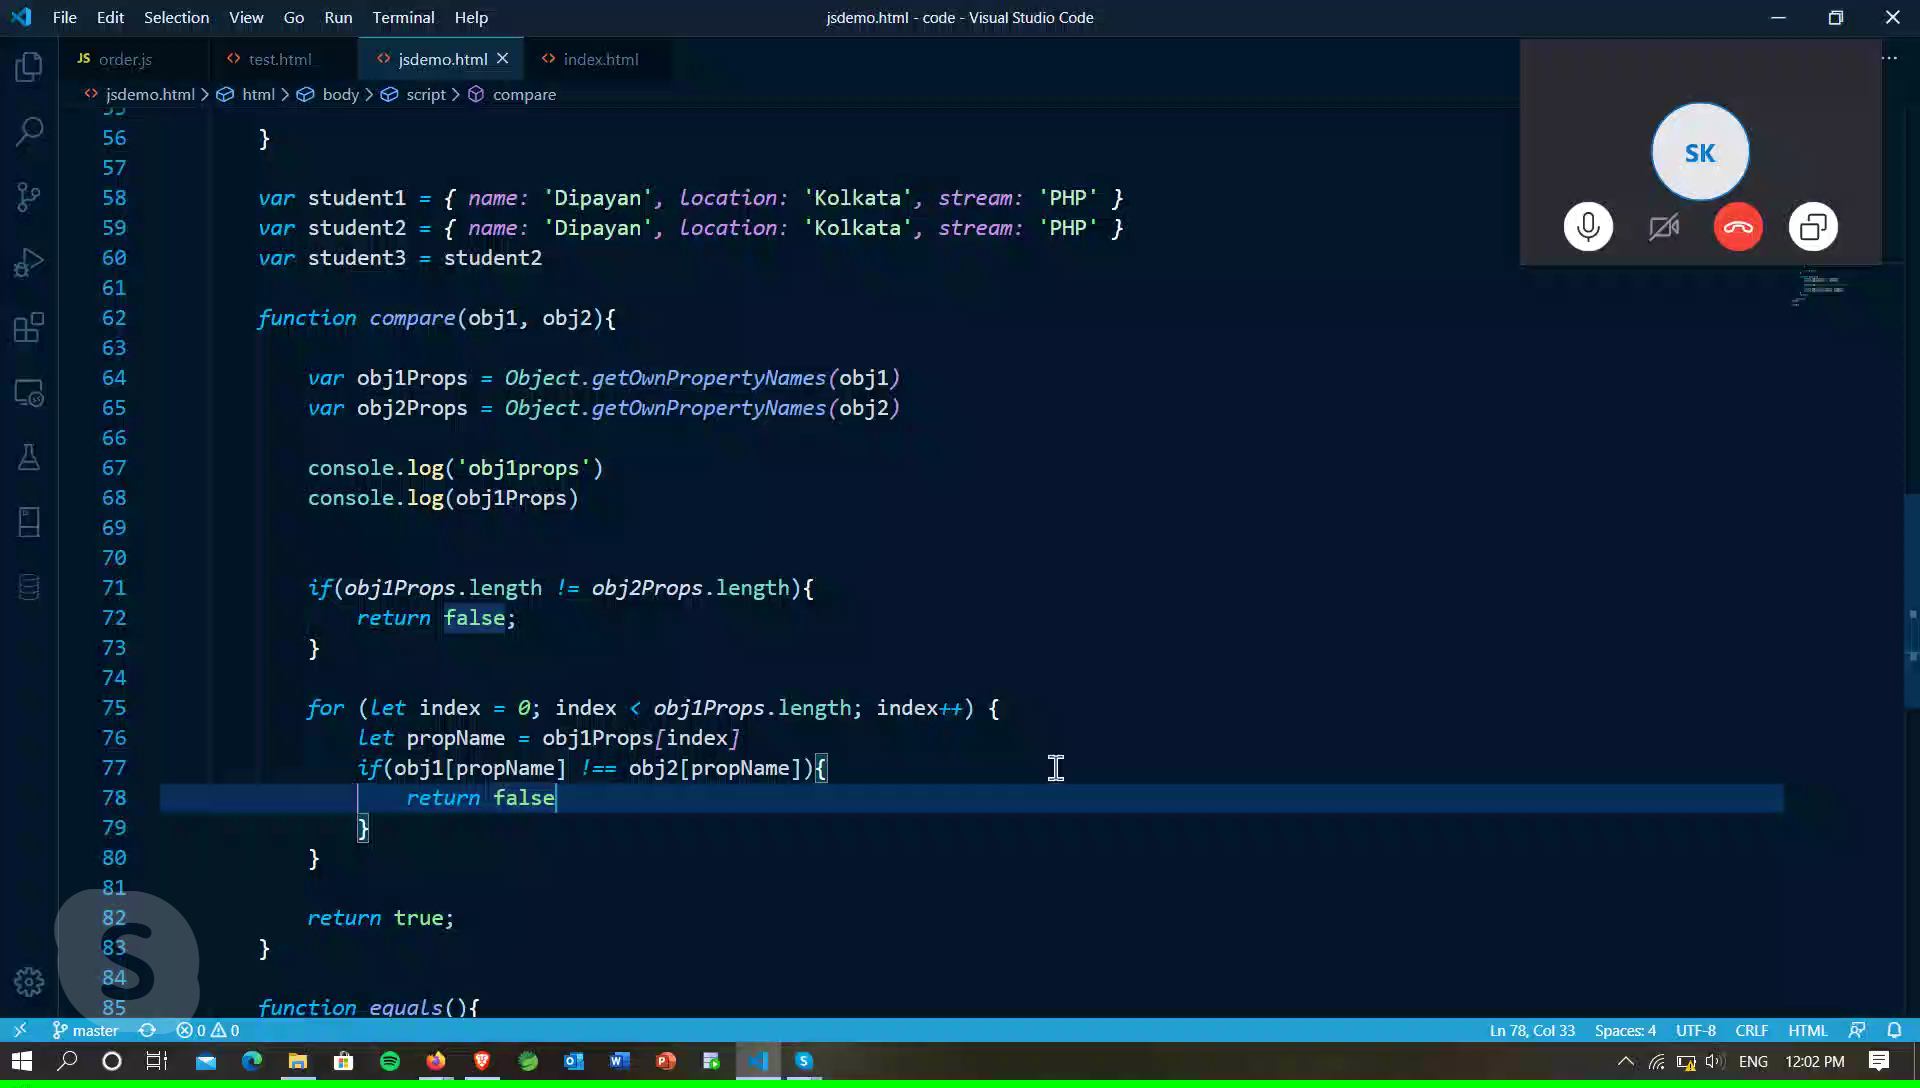 File Edit Selection View Go Run Terminal Help
jsdemo.html - code - Visual Studio Code
JS order.js
test.html
jsdemo.html
index.html
jsdemo.html > html > body > script > compare
SK
56 }
57
58 var student1 = { name: 'Dipayan', location: 'Kolkata', stream: 'PHP' }
59 var student2 = { name: 'Dipayan', location: 'Kolkata', stream: 'PHP' }
60 var student3 = student2
61
62 function compare(obj1, obj2){
63
64 var obj1Props = Object.getOwnPropertyNames(obj1)
65 var obj2Props = Object.getOwnPropertyNames(obj2)
66
67 console.log('obj1props')
68 console.log(obj1Props)
69
70
71 if(obj1Props.length != obj2Props.length){
72 return false;
73 }
74
75 for (let index = 0; index < obj1Props.length; index++) {
76 let propName = obj1Props[index]
77 if(obj1[propName] !== obj2[propName]){
78 return false
79 }
80 }
81
82 return true;
83 }
84
85 function equals(){
master 0 0 Ln 78, Col 33 Spaces: 4 UTF-8 CRLF HTML
ENG 12:02 PM